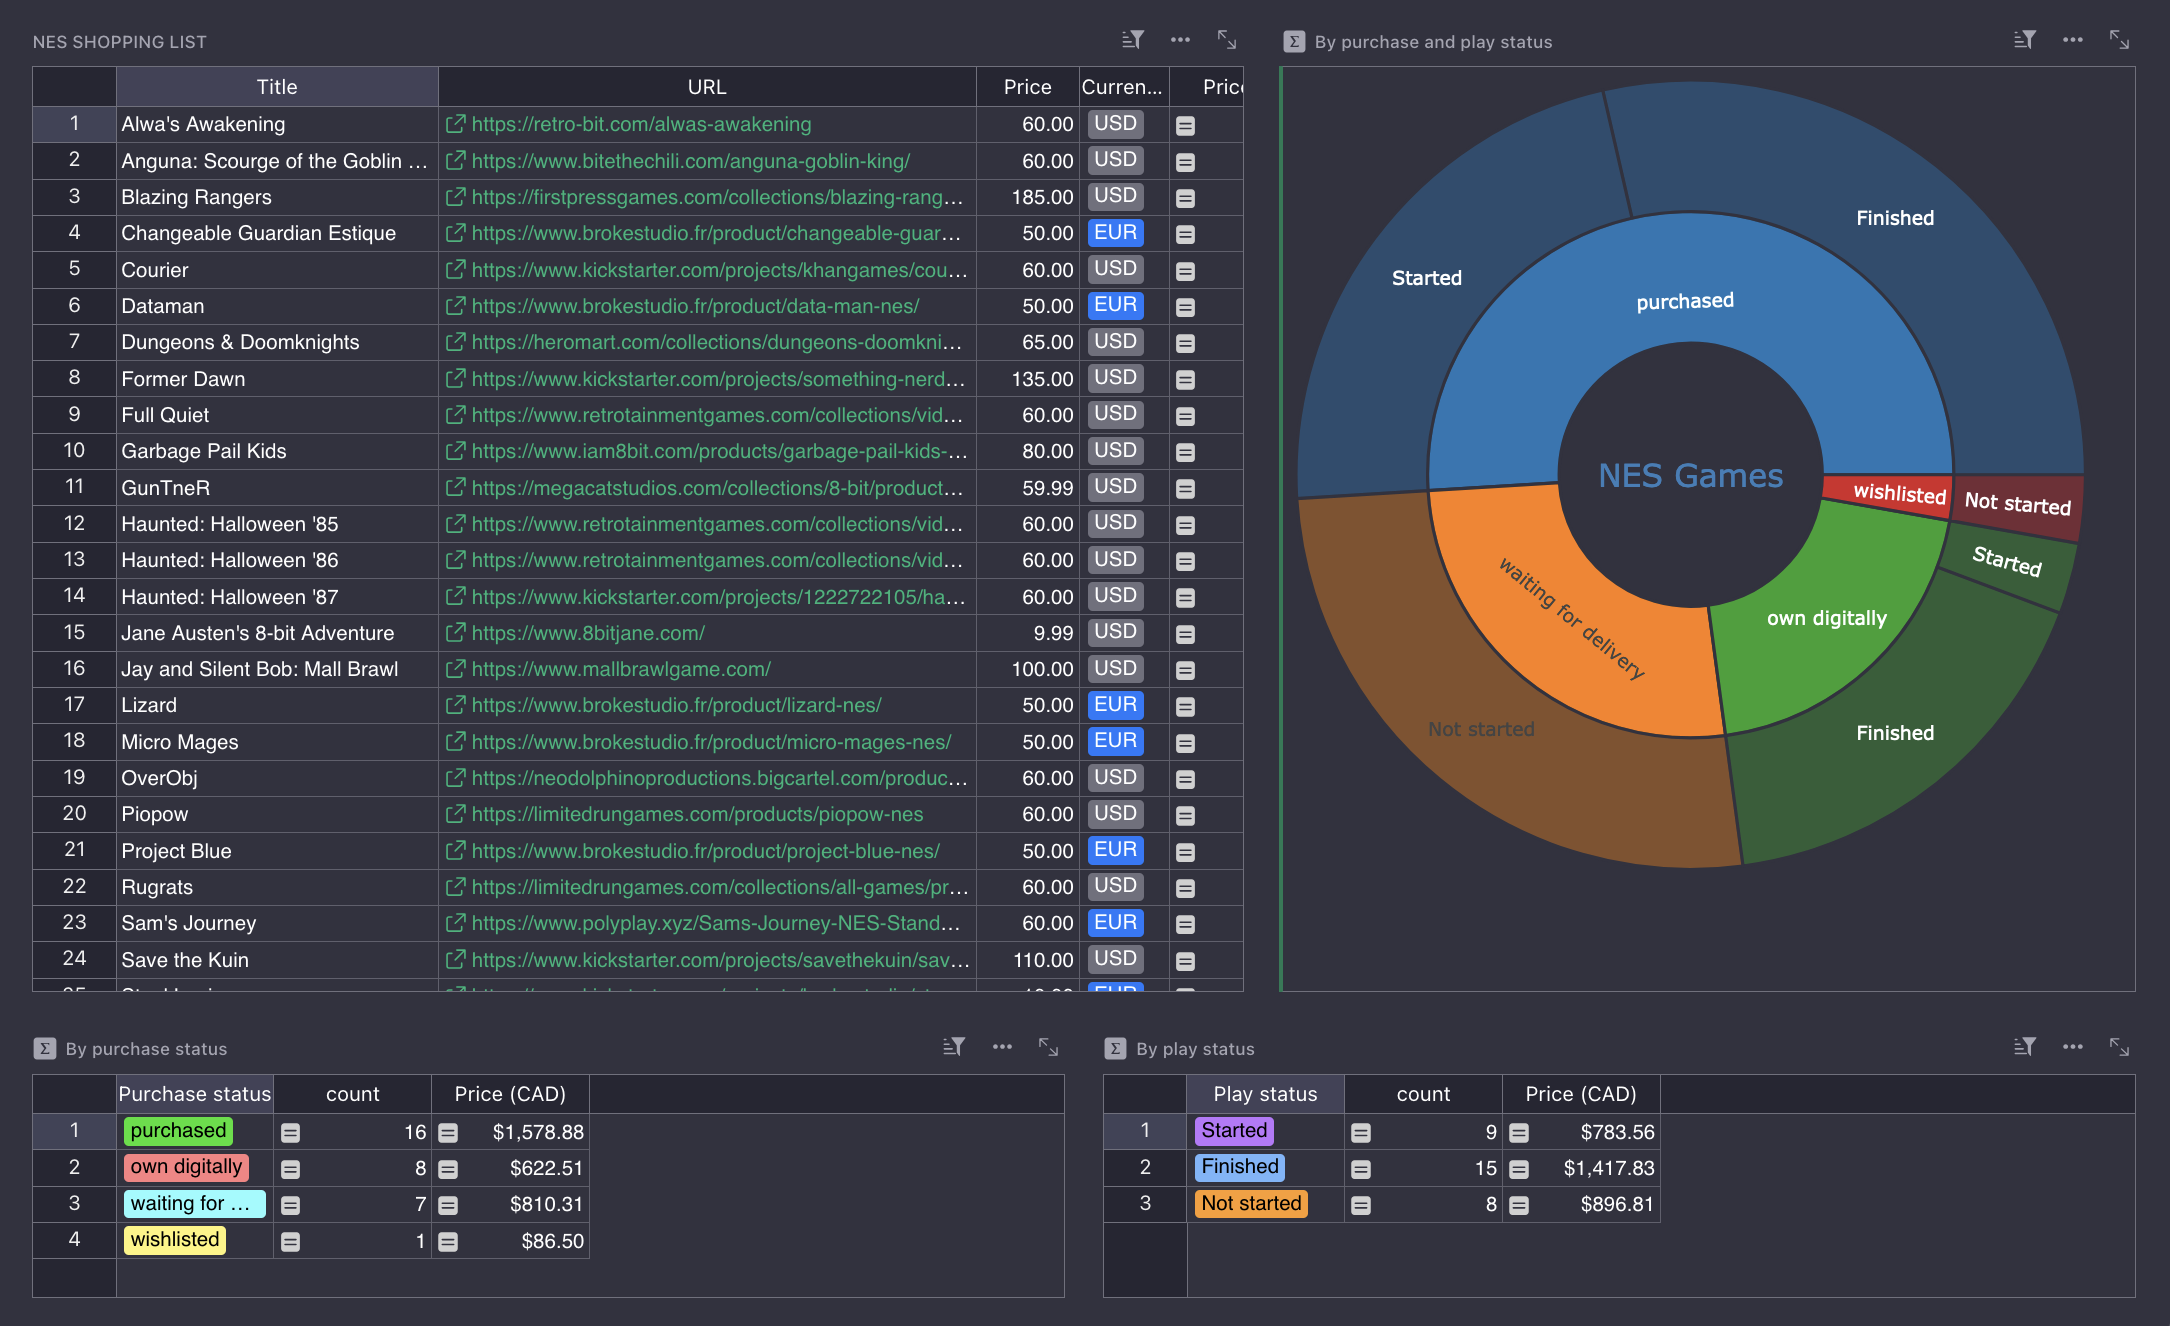 NES SHOPPING LIST
Title URL Price Curren... Price
1 Alwa's Awakening https://retro-bit.com/alwas-awakening 60.00 USD
2 Anguna: Scourge of the Goblin ... https://www.bitethechili.com/anguna-goblin-king/ 60.00 USD
3 Blazing Rangers https://firstpressgames.com/collections/blazing-rang... 185.00 USD
4 Changeable Guardian Estique https://www.brokestudio.fr/product/changeable-guar... 50.00 EUR
5 Courier https://www.kickstarter.com/projects/khangames/cou... 60.00 USD
6 Dataman https://www.brokestudio.fr/product/data-man-nes/ 50.00 EUR
7 Dungeons & Doomknights https://heromart.com/collections/dungeons-doomkni... 65.00 USD
8 Former Dawn https://www.kickstarter.com/projects/something-nerd... 135.00 USD
9 Full Quiet https://www.retrotainmentgames.com/collections/vid... 60.00 USD
10 Garbage Pail Kids https://www.iam8bit.com/products/garbage-pail-kids-... 80.00 USD
11 GunTneR https://megacatstudios.com/collections/8-bit/product... 59.99 USD
12 Haunted: Halloween '85 https://www.retrotainmentgames.com/collections/vid... 60.00 USD
13 Haunted: Halloween '86 https://www.retrotainmentgames.com/collections/vid... 60.00 USD
14 Haunted: Halloween '87 https://www.kickstarter.com/projects/1222722105/ha... 60.00 USD
15 Jane Austen's 8-bit Adventure https://www.8bitjane.com/ 9.99 USD
16 Jay and Silent Bob: Mall Brawl https://www.mallbrawlgame.com/ 100.00 USD
17 Lizard https://www.brokestudio.fr/product/lizard-nes/ 50.00 EUR
18 Micro Mages https://www.brokestudio.fr/product/micro-mages-nes/ 50.00 EUR
19 OverObj https://neodolphinoproductions.bigcartel.com/produc... 60.00 USD
20 Piopow https://limitedrungames.com/products/piopow-nes 60.00 USD
21 Project Blue https://www.brokestudio.fr/product/project-blue-nes/ 50.00 EUR
22 Rugrats https://limitedrungames.com/collections/all-games/pr... 60.00 USD
23 Sam's Journey https://www.polyplay.xyz/Sams-Journey-NES-Stand... 60.00 EUR
24 Save the Kuin https://www.kickstarter.com/projects/savethekuin/sav... 110.00 USD
Σ By purchase and play status
Finished
Started
purchased
NES Games
wishlisted
Not started
Started
waiting for delivery
own digitally
Not started
Finished
Σ By purchase status
Purchase status count Price (CAD)
1 purchased 16 $1,578.88
2 own digitally 8 $622.51
3 waiting for ... 7 $810.31
4 wishlisted 1 $86.50
Σ By play status
Play status count Price (CAD)
1 Started 9 $783.56
2 Finished 15 $1,417.83
3 Not started 8 $896.81